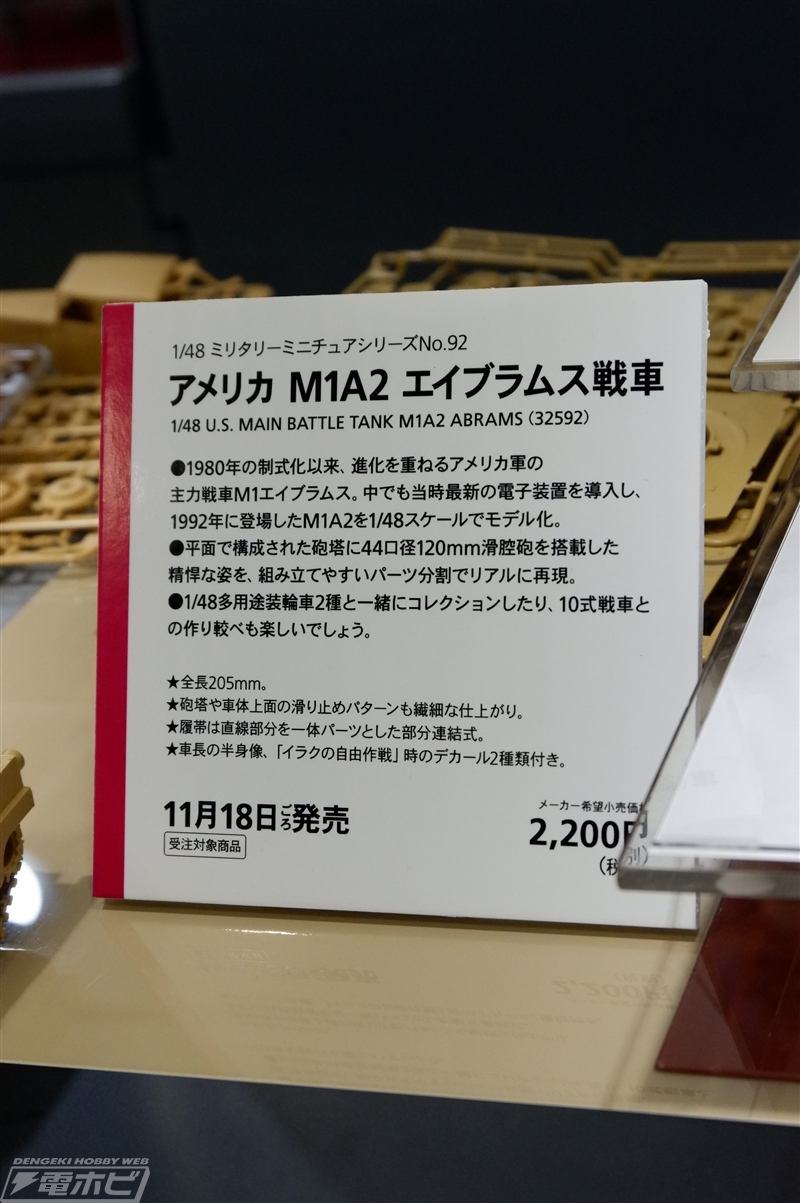 1/48 ミリタリーミニチュアシリーズNo.92
アメリカ M1A2 エイブラムス戦車
1/48 U.S. MAIN BATTLE TANK M1A2 ABRAMS (32592)
●1980年の制式化以来、進化を重ねるアメリカ軍の
主力戦車M1エイブラムス。中でも当時最新の電子装置を導入し、
1992年に登場したM1A2を1/48スケールでモデル化。
●平面で構成された砲塔に44口径120mm滑腔砲を搭載した
精悍な姿を、組み立てやすいパーツ分割でリアルに再現。
●1/48多用途装輪車2種と一緒にコレクションしたり、10式戦車と
の作り較べも楽しいでしょう。
★全長205mm。
★砲塔や車体上面の滑り止めパターンも繊細な仕上がり。
★履帯は直線部分を一体パーツとした部分連結式。
★車長の半身像、「イラクの自由作戦」時のデカール2種類付き。
11月18日ごろ発売
受注対象商品
メーカー希望小売価格
2,200円
(税別)
DENGEKI HOBBY WEB
電ホビ